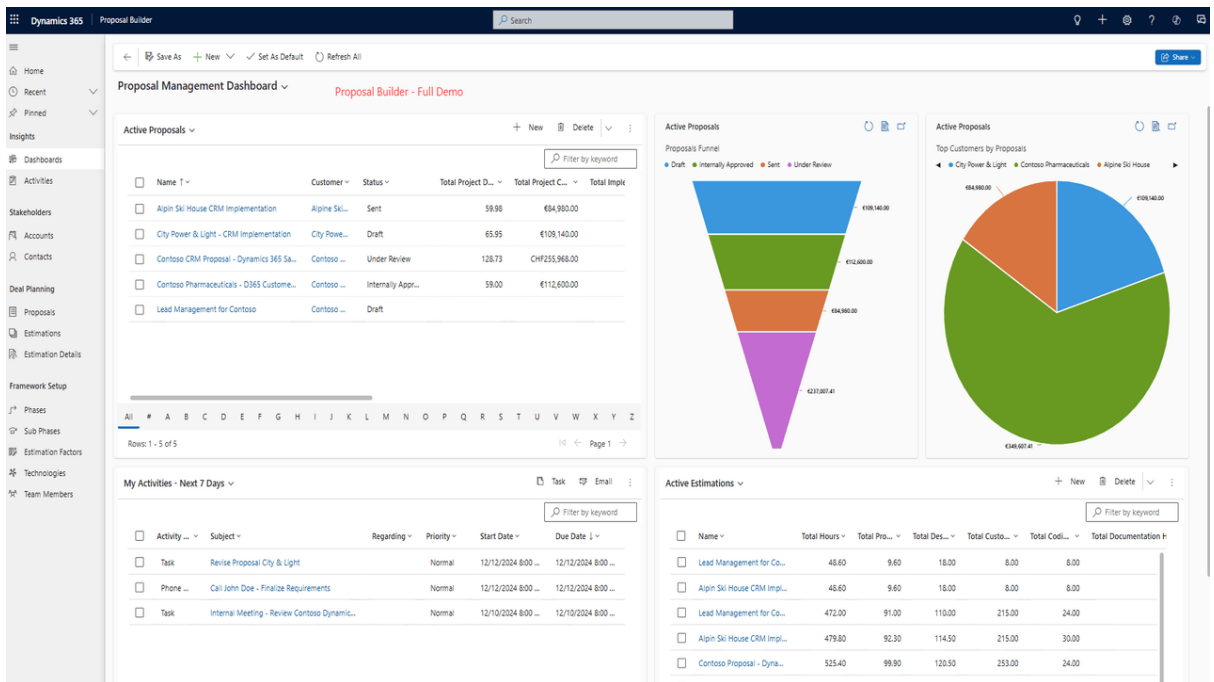 Dynamics 365 Proposal Builder Search
Save As New Set As Default Refresh All Share
Home
Recent
Pinned
Insights
Dashboards
Activities
Stakeholders
Accounts
Contacts
Deal Planning
Proposals
Estimations
Estimation Details
Framework Setup
Phases
Sub Phases
Estimation Factors
Technologies
Team Members
Proposal Management Dashboard Proposal Builder - Full Demo
Active Proposals New Delete
Filter by keyword
Name Customer Status Total Project D... Total Project C... Total Imple
Alpin Ski House CRM Implementation Alpine Ski... Sent 59.98 €84,980.00
City Power & Light - CRM Implementation City Powe... Draft 65.95 €109,140.00
Contoso CRM Proposal - Dynamics 365 Sa... Contoso ... Under Review 128.73 CHF255,968.00
Contoso Pharmaceuticals - D365 Custome... Contoso ... Internally Appr... 59.00 €112,600.00
Lead Management for Contoso Contoso ... Draft
All # A B C D E F G H I J K L M N O P Q R S T U V W X Y Z
Rows: 1 - 5 of 5 Page 1
Active Proposals
Proposals Funnel
Draft Internally Approved Sent Under Review
€109,140.00
€112,600.00
€84,980.00
€237,007.41
Active Proposals
Top Customers by Proposals
City Power & Light Contoso Pharmaceuticals Alpine Ski House
€84,980.00
€109,140.00
€349,607.41
My Activities - Next 7 Days Task Email
Filter by keyword
Activity ... Subject Regarding Priority Start Date Due Date
Task Revise Proposal City & Light Normal 12/12/2024 8:00 ... 12/12/2024 8:00 ...
Phone ... Call John Doe - Finalize Requirements Normal 12/12/2024 8:00 ... 12/12/2024 8:00 ...
Task Internal Meeting - Review Contoso Dynamic... Normal 12/10/2024 8:00 ... 12/10/2024 8:00 ...
Active Estimations New Delete
Filter by keyword
Name Total Hours Total Pro... Total Des... Total Custo... Total Codi... Total Documentation H
Lead Management for Co... 48.60 9.60 18.00 8.00 8.00
Alpin Ski House CRM Impl... 48.60 9.60 18.00 8.00 8.00
Lead Management for Co... 472.00 91.00 110.00 215.00 24.00
Alpin Ski House CRM Impl... 479.80 92.30 114.50 215.00 30.00
Contoso Proposal - Dyna... 525.40 99.90 120.50 253.00 24.00